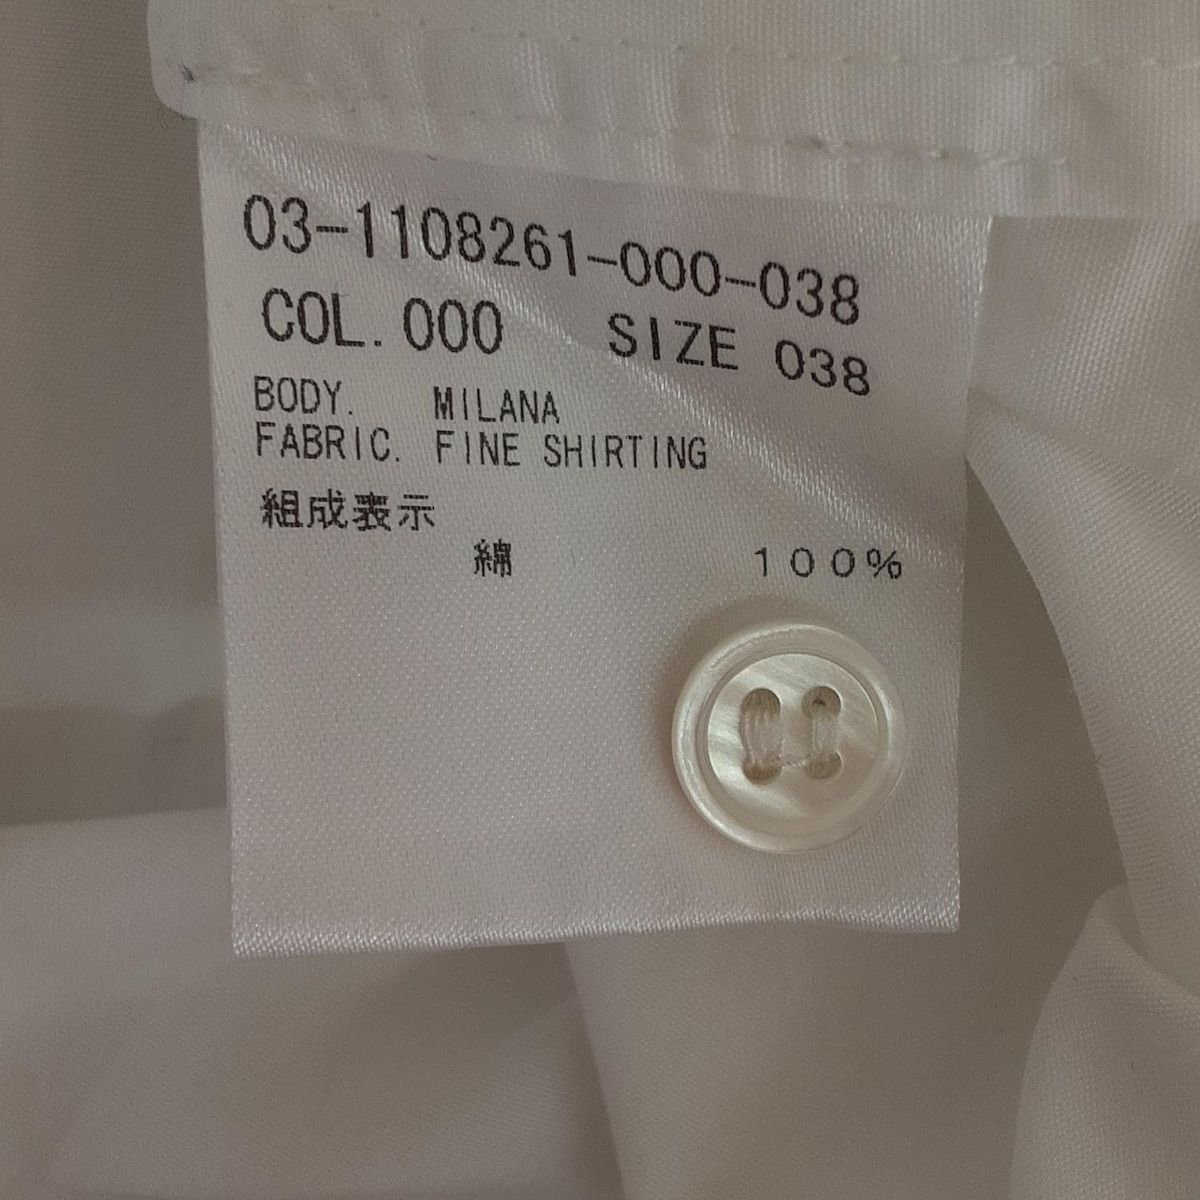 03-1108261-000-038
COL. 000 SIZE 038
BODY. MILANA
FABRIC. FINE SHIRTING
組成表示
綿 100%